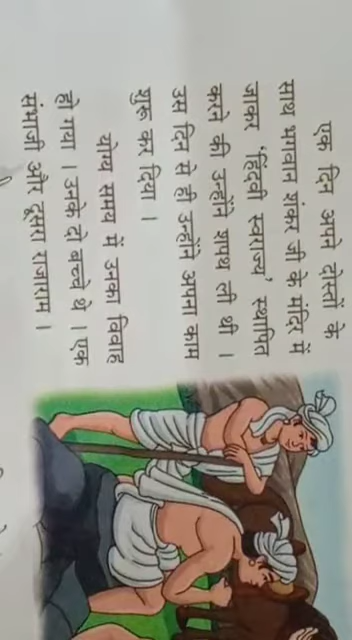 एक दिन अपने दोस्तों के
साथ भगवान शंकर जी के मंदिर में
जाकर 'हिंदवी स्वराज्य' स्थापित
करने की उन्होंने शपथ ली थी ।
उस दिन से ही उन्होंने अपना काम
शुरू कर दिया ।
योग्य समय में उनका विवाह
हो गया । उनके दो बच्चे थे । एक
संभाजी और दूसरा राजाराम ।